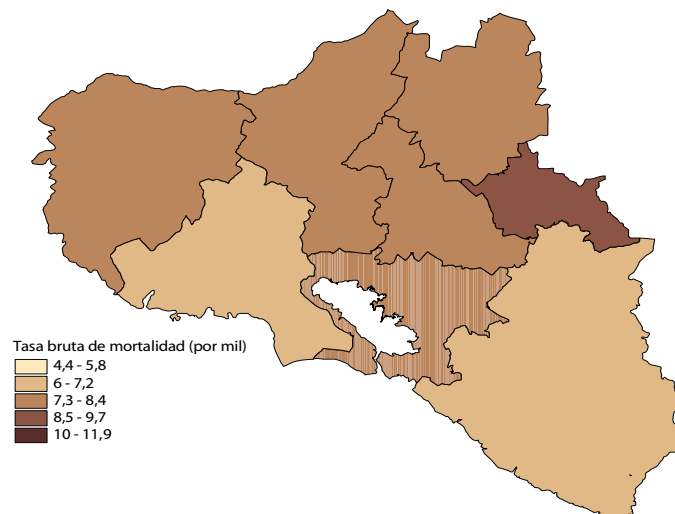 Tasa bruta de mortalidad (por mil)
4,4 - 5,8
6 - 7,2
7,3 - 8,4
8,5 - 9,7
10 - 11,9